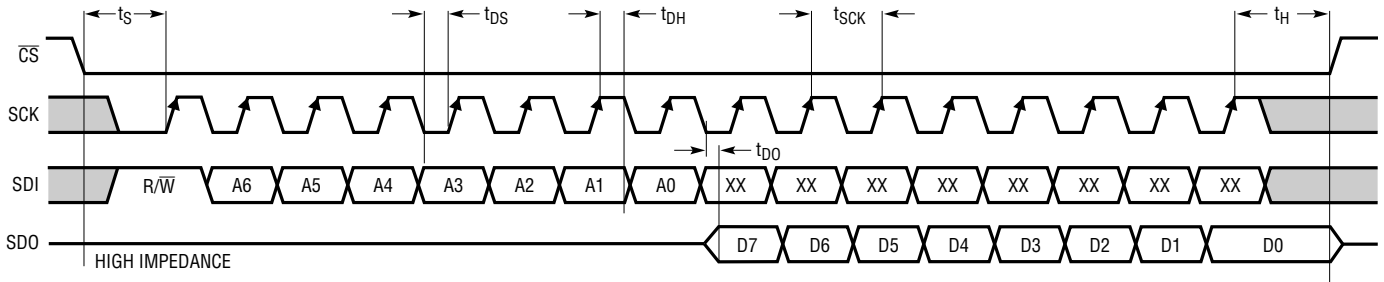 tS tDS tDH tSCK tH
C̅S̅
SCK
tDO
SDI R/W̅ A6 A5 A4 A3 A2 A1 A0 XX XX XX XX XX XX XX XX
SDO D7 D6 D5 D4 D3 D2 D1 D0
HIGH IMPEDANCE